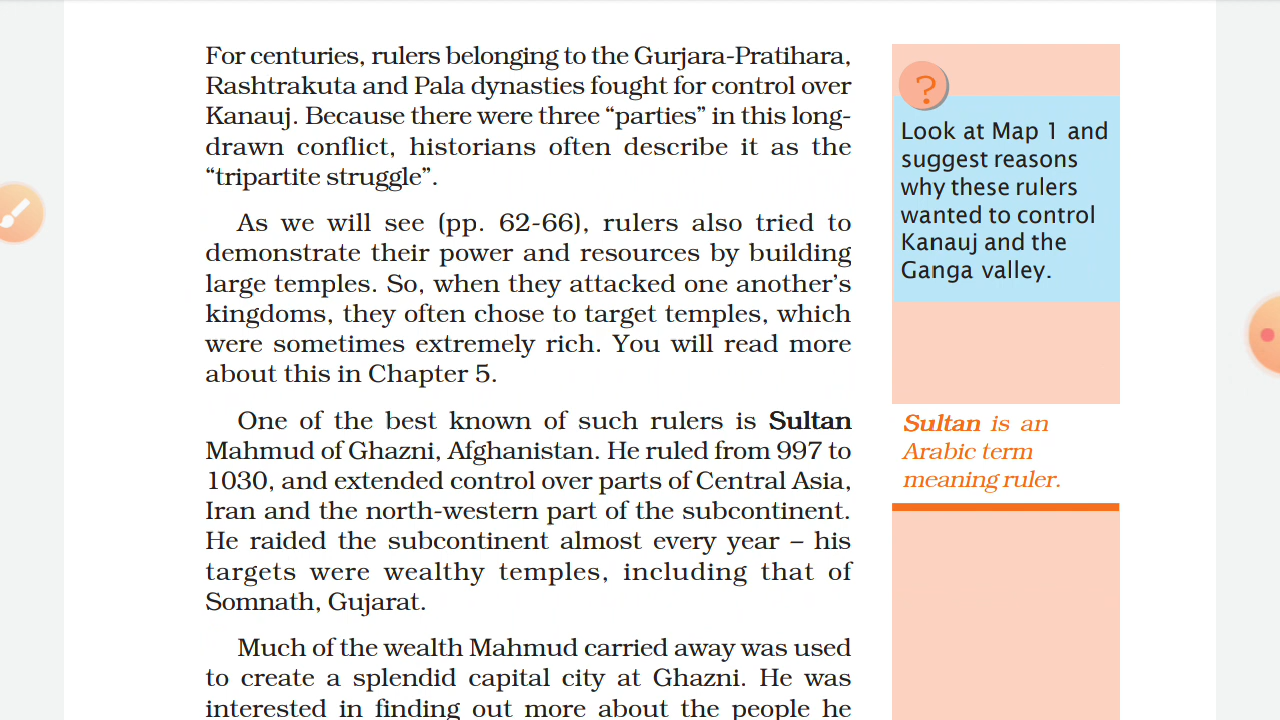 For centuries, rulers belonging to the Gurjara-Pratihara,
Rashtrakuta and Pala dynasties fought for control over
Kanauj. Because there were three “parties” in this long-
drawn conflict, historians often describe it as the
“tripartite struggle”.
As we will see (pp. 62-66), rulers also tried to
demonstrate their power and resources by building
large temples. So, when they attacked one another’s
kingdoms, they often chose to target temples, which
were sometimes extremely rich. You will read more
about this in Chapter 5.
One of the best known of such rulers is Sultan
Mahmud of Ghazni, Afghanistan. He ruled from 997 to
1030, and extended control over parts of Central Asia,
Iran and the north-western part of the subcontinent.
He raided the subcontinent almost every year – his
targets were wealthy temples, including that of
Somnath, Gujarat.
Much of the wealth Mahmud carried away was used
to create a splendid capital city at Ghazni. He was
interested in finding out more about the people he
?
Look at Map 1 and
suggest reasons
why these rulers
wanted to control
Kanauj and the
Ganga valley.
Sultan is an
Arabic term
meaning ruler.